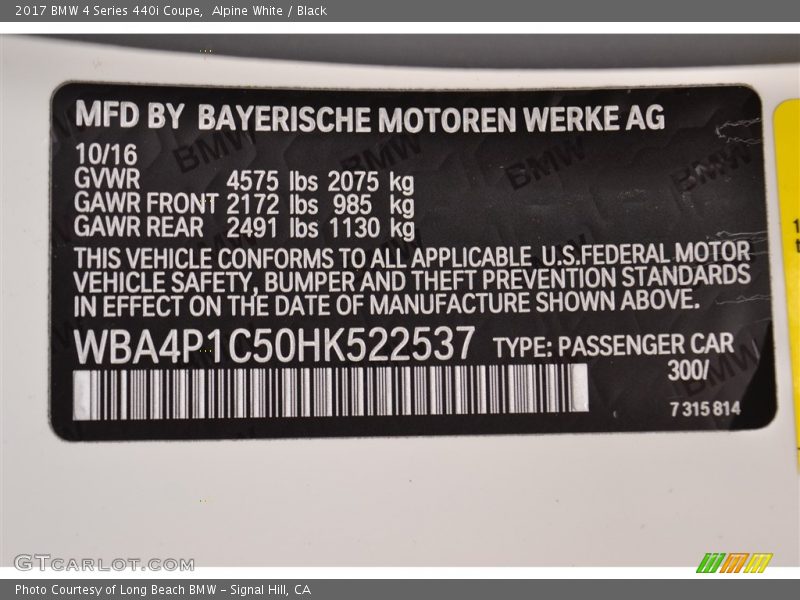 2017 BMW 4 Series 440i Coupe,  Alpine White / Black
MFD BY BAYERISCHE MOTOREN WERKE AG
10/16
GVWR 4575 lbs 2075 kg
GAWR FRONT 2172 lbs 985 kg
GAWR REAR 2491 lbs 1130 kg
THIS VEHICLE CONFORMS TO ALL APPLICABLE U.S.FEDERAL MOTOR
VEHICLE SAFETY, BUMPER AND THEFT PREVENTION STANDARDS
IN EFFECT ON THE DATE OF MANUFACTURE SHOWN ABOVE.
WBA4P1C50HK522537 TYPE: PASSENGER CAR
300/
7 315 814
GTCARLOT.COM
Photo Courtesy of Long Beach BMW - Signal Hill, CA